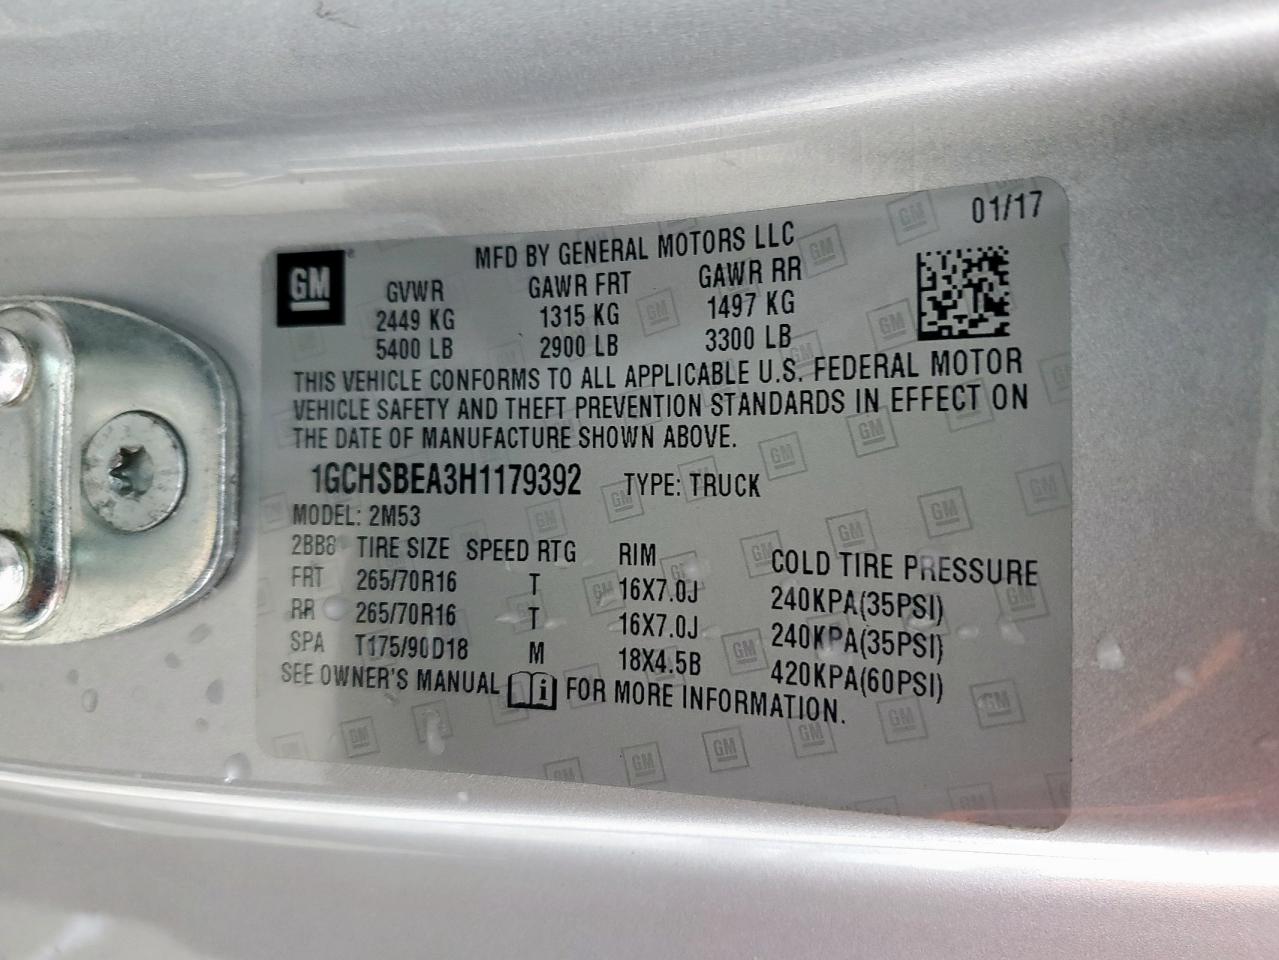 01/17
MFD BY GENERAL MOTORS LLC
GM
GVWR GAWR FRT GAWR RR
2449 KG 1315 KG 1497 KG
5400 LB 2900 LB 3300 LB
THIS VEHICLE CONFORMS TO ALL APPLICABLE U.S. FEDERAL MOTOR
VEHICLE SAFETY AND THEFT PREVENTION STANDARDS IN EFFECT ON
THE DATE OF MANUFACTURE SHOWN ABOVE.
1GCHSBEA3H1179392 TYPE: TRUCK
MODEL: 2M53
2BB8 TIRE SIZE SPEED RTG RIM COLD TIRE PRESSURE
FRT 265/70R16 T 16X7.0J 240KPA(35PSI)
RR 265/70R16 T 16X7.0J 240KPA(35PSI)
SPA T175/90D18 M 18X4.5B 420KPA(60PSI)
SEE OWNER'S MANUAL i FOR MORE INFORMATION.